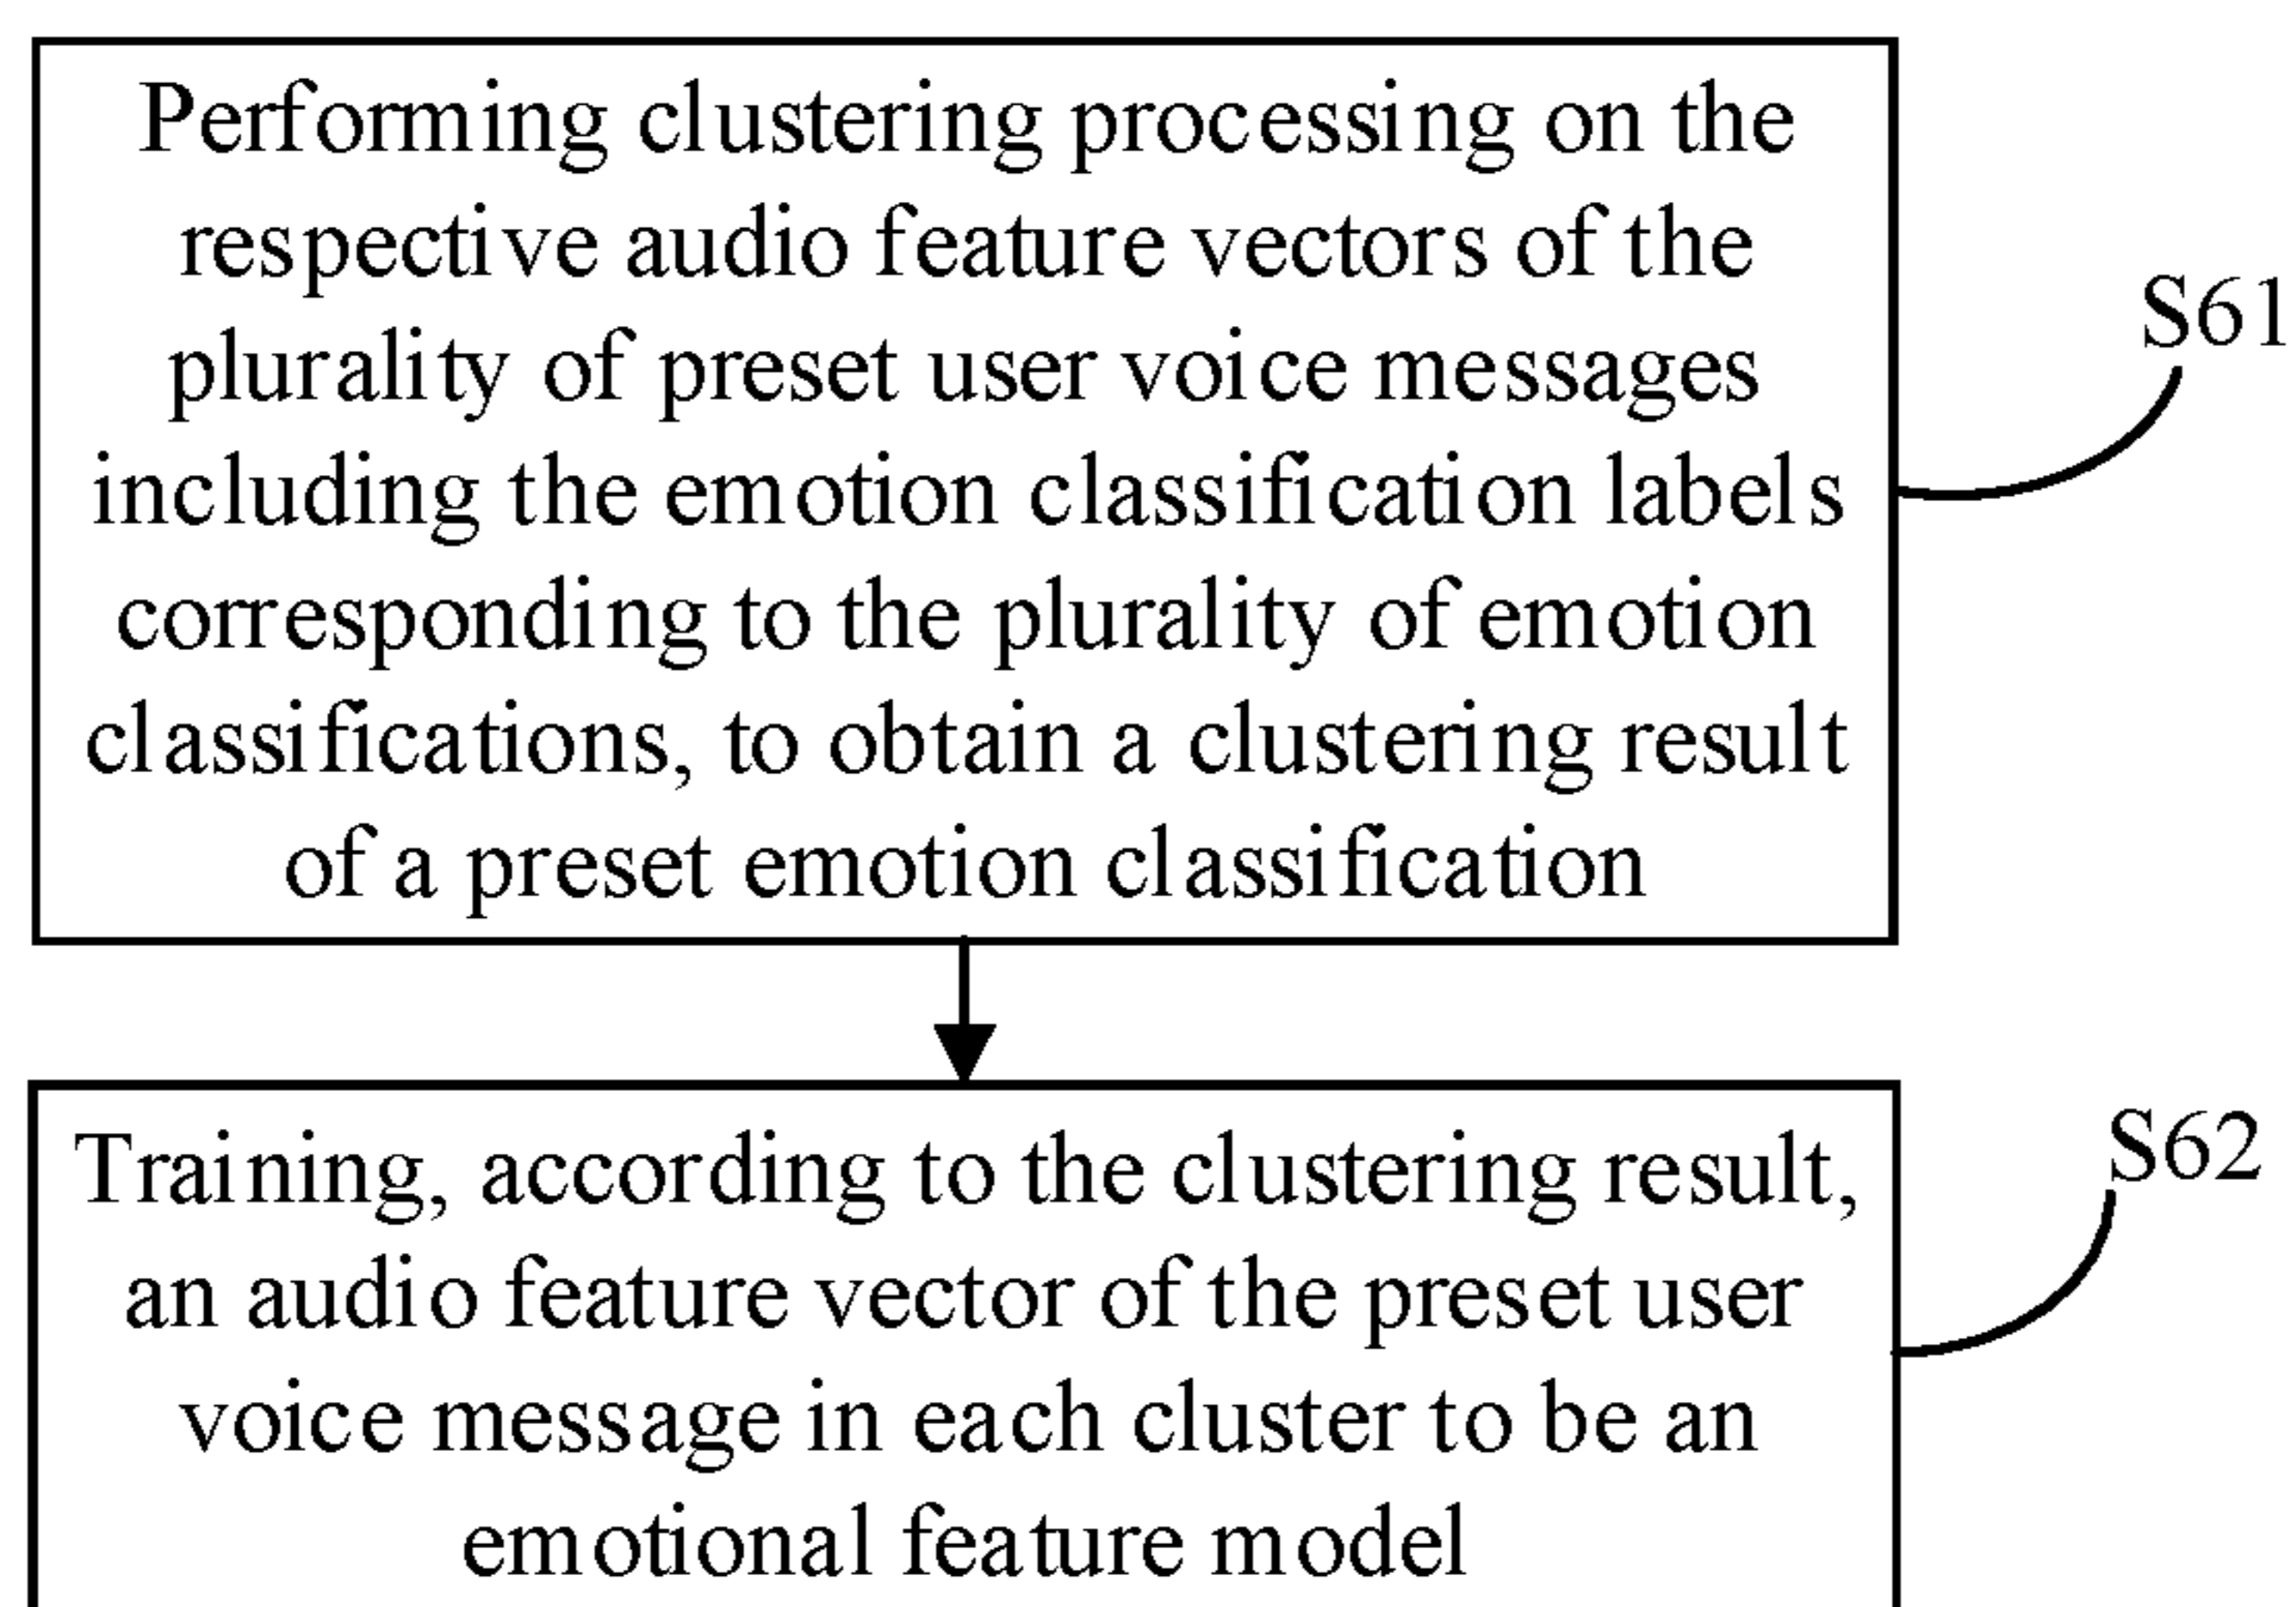 Performing clustering processing on the
respective audio feature vectors of the
plurality of preset user voice messages
including the emotion classification labels
corresponding to the plurality of emotion
classifications, to obtain a clustering result
of a preset emotion classification
S61
Training, according to the clustering result,
an audio feature vector of the preset user
voice message in each cluster to be an
emotional feature model
S62